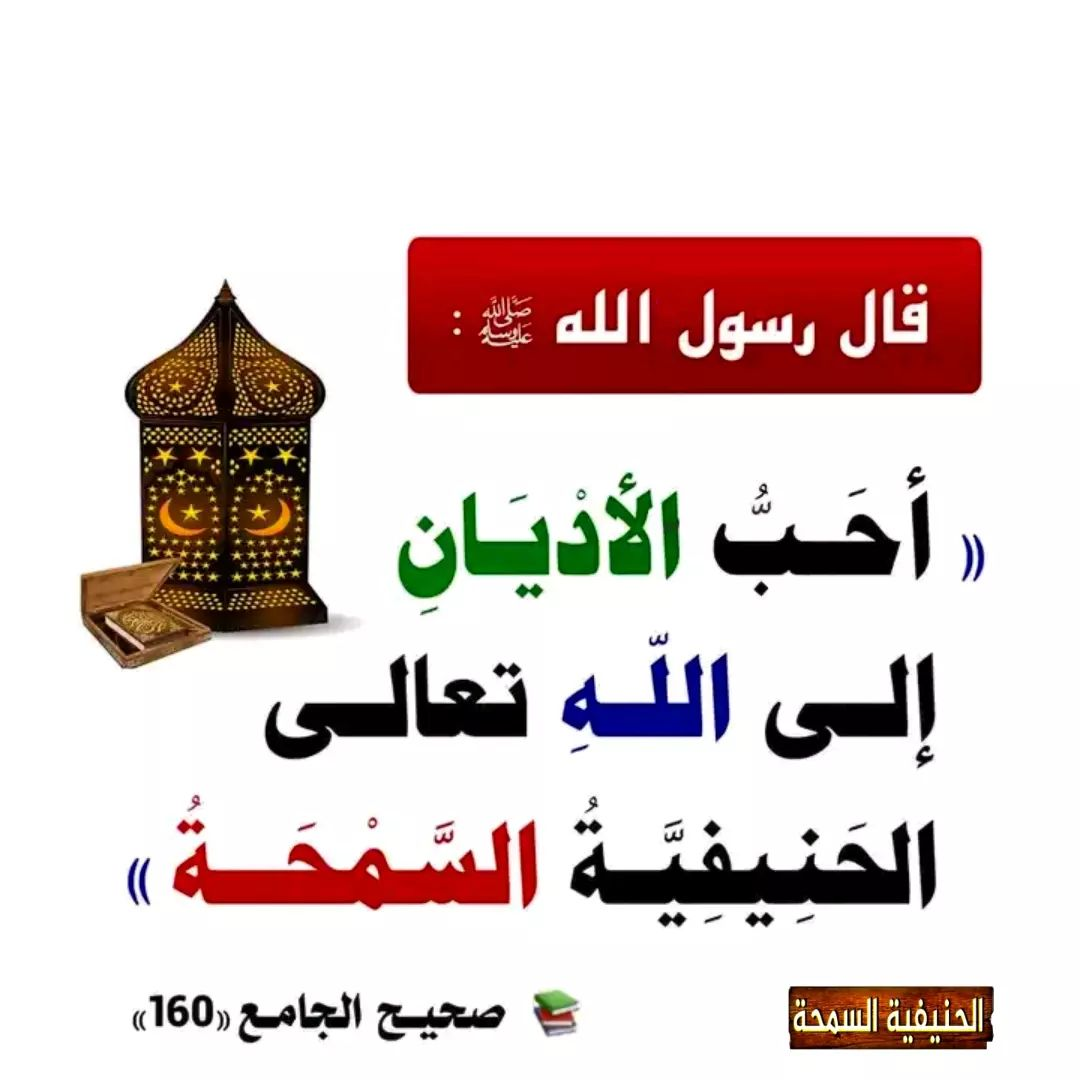 قال رسول الله ﷺ :
« أحَبُّ الأدْيَانِ
إلى اللّهِ تعالى
الحَنِيفِيَّةُ السَّمْحَةُ »
صحيح الجامع «160»
الحنيفية السمحة